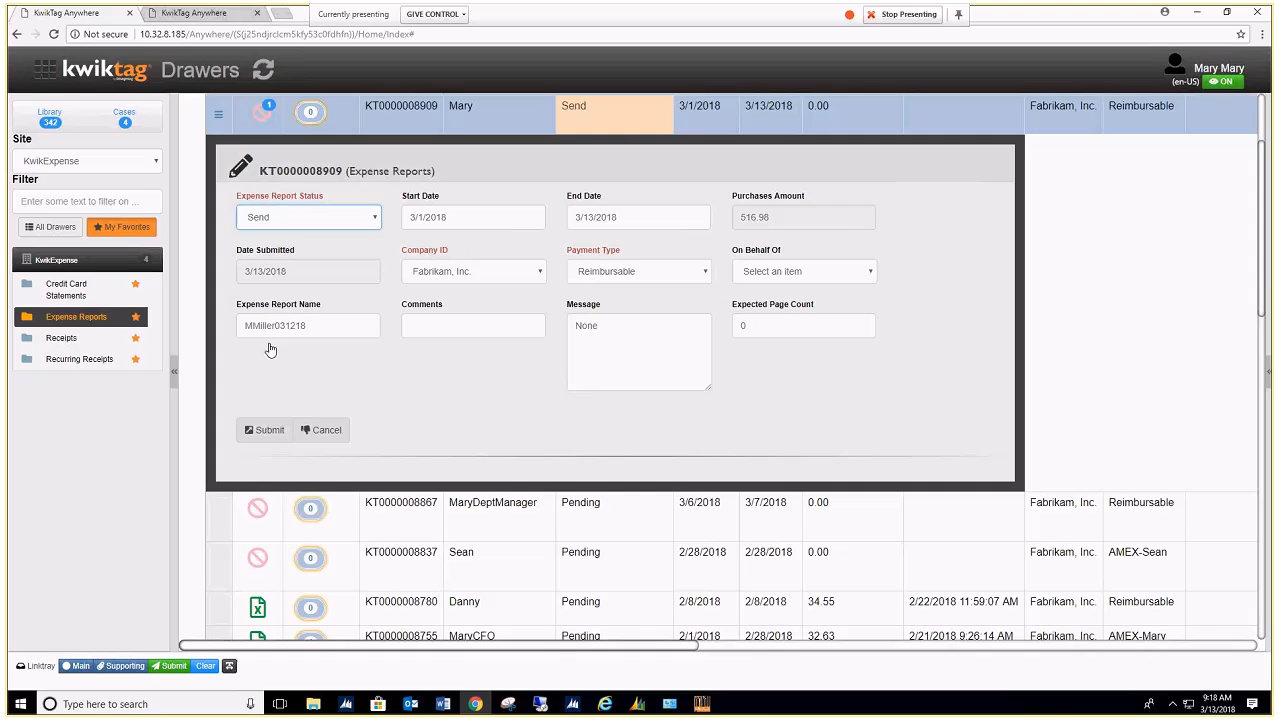 KwikTag Anywhere
KwikTag Anywhere
Currently presenting
GIVE CONTROL
Stop Presenting
Not secure
10.32.8.185/Anywhere/(S(j25ndjrclcm5kfy53c0fdhfn))/Home/Index#
kwiktag
Drawers
Mary Mary
(en-US)
ON
Library
342
Cases
4
Site
KwikExpense
Filter
Enter some text to filter on ...
All Drawers
My Favorites
KwikExpense
4
Credit Card
Statements
Expense Reports
Receipts
Recurring Receipts
1
0
KT0000008909
Mary
Send
3/1/2018
3/13/2018
0.00
Fabrikam, Inc.
Reimbursable
KT0000008909 (Expense Reports)
Expense Report Status
Start Date
End Date
Purchases Amount
Send
3/1/2018
3/13/2018
516.98
Date Submitted
Company ID
Payment Type
On Behalf Of
3/13/2018
Fabrikam, Inc.
Reimbursable
Select an item
Expense Report Name
Comments
Message
Expected Page Count
MMiller031218
None
0
Submit
Cancel
0
KT0000008867
MaryDeptManager
Pending
3/6/2018
3/7/2018
0.00
Fabrikam, Inc.
Reimbursable
0
KT0000008837
Sean
Pending
2/28/2018
2/28/2018
0.00
Fabrikam, Inc.
AMEX-Sean
0
KT0000008780
Danny
Pending
2/8/2018
2/8/2018
34.55
2/22/2018 11:59:07 AM
Fabrikam, Inc.
Reimbursable
KT0000008755
MaryCFO
Pending
2/1/2018
2/28/2018
32.63
2/21/2018 9:26:14 AM
Fabrikam, Inc.
AMEX-Mary
Linktray
Main
Supporting
Submit
Clear
Type here to search
9:18 AM
3/13/2018